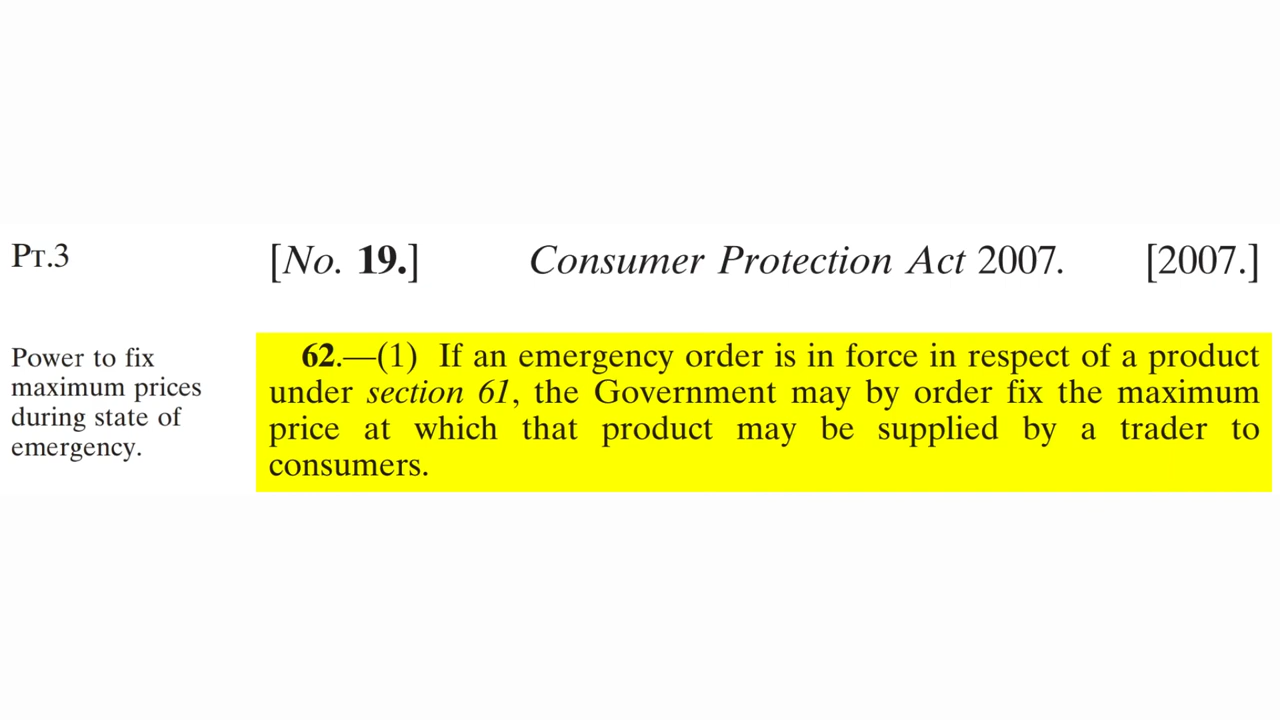 PT.3 [No. 19.] Consumer Protection Act 2007. [2007.]
Power to fix
maximum prices
during state of
emergency.
62.—(1) If an emergency order is in force in respect of a product
under section 61, the Government may by order fix the maximum
price at which that product may be supplied by a trader to
consumers.